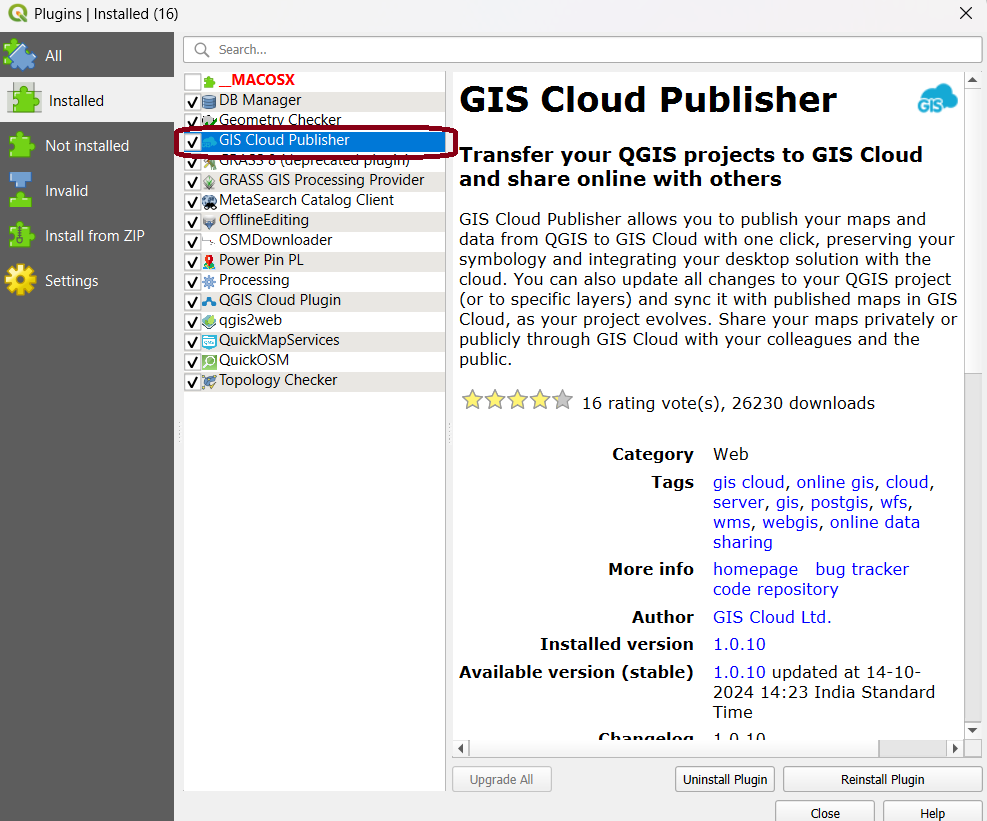 Plugins | Installed (16)
All
Installed
Not installed
Invalid
Install from ZIP
Settings
Search...
__MACOSX
DB Manager
Geometry Checker
GIS Cloud Publisher
GRASS 8 (deprecated plugin)
GRASS GIS Processing Provider
MetaSearch Catalog Client
OfflineEditing
OSMDownloader
Power Pin PL
Processing
QGIS Cloud Plugin
qgis2web
QuickMapServices
QuickOSM
Topology Checker
GIS Cloud Publisher
GIS
Transfer your QGIS projects to GIS Cloud
and share online with others
GIS Cloud Publisher allows you to publish your maps and
data from QGIS to GIS Cloud with one click, preserving your
symbology and integrating your desktop solution with the
cloud. You can also update all changes to your QGIS project
(or to specific layers) and sync it with published maps in GIS
Cloud, as your project evolves. Share your maps privately or
publicly through GIS Cloud with your colleagues and the
public.
16 rating vote(s), 26230 downloads
Category Web
Tags gis cloud, online gis, cloud,
server, gis, postgis, wfs,
wms, webgis, online data
sharing
More info homepage bug tracker
code repository
Author GIS Cloud Ltd.
Installed version 1.0.10
Available version (stable) 1.0.10 updated at 14-10-
2024 14:23 India Standard
Time
Changelog 1.0.10
Upgrade All
Uninstall Plugin
Reinstall Plugin
Close
Help